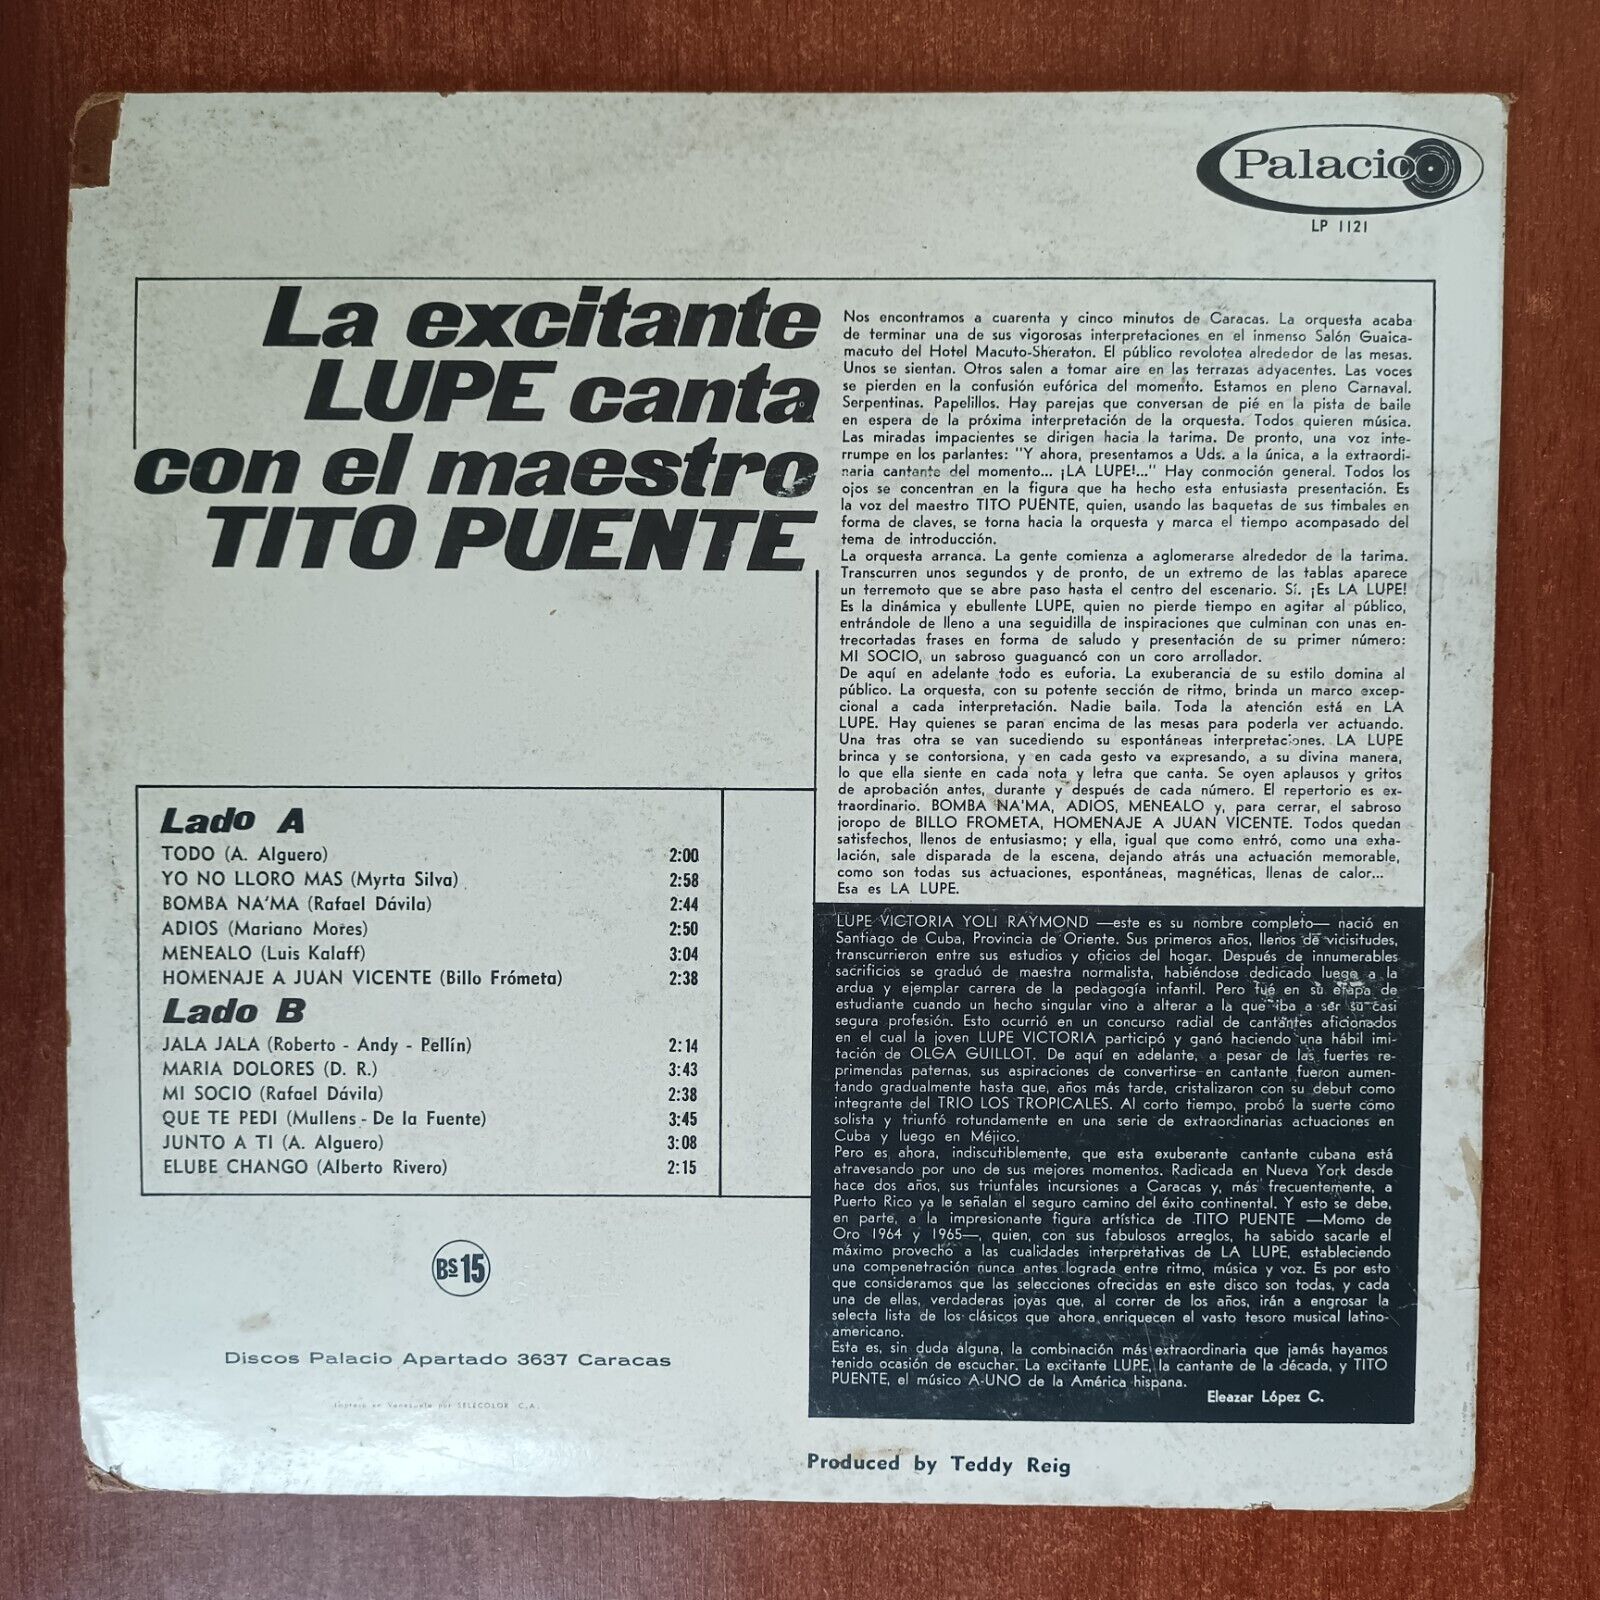 Palacio
LP 1121
La excitante
LUPE canta
con el maestro
TITO PUENTE
Nos encontramos a cuarenta y cinco minutos de Caracas. La orquesta acaba
de terminar una de sus vigorosas interpretaciones en el inmenso Salón Guaica-
macuto del Hotel Macuto-Sheraton. El público revolotea alrededor de las mesas.
Unos se sientan. Otros salen a tomar aire en las terrazas adyacentes. Las voces
se pierden en la confusión eufórica del momento. Estamos en pleno Carnaval.
Serpentinas. Papelillos. Hay parejas que conversan de pié en la pista de baile
en espera de la próxima interpretación de la orquesta. Todos quieren música.
Las miradas impacientes se dirigen hacia la tarima. De pronto, una voz inte-
rrumpe en los parlantes: "Y ahora, presentamos a Uds. a la única, a la extraordi-
naria cantante del momento... ¡LA LUPE!..." Hay conmoción general. Todos los
ojos se concentran en la figura que ha hecho esta entusiasta presentación. Es
la voz del maestro TITO PUENTE, quien, usando las baquetas de sus timbales en
forma de claves, se torna hacia la orquesta y marca el tiempo acompasado del
tema de introducción.
La orquesta arranca. La gente comienza a aglomerarse alrededor de la tarima.
Transcurren unos segundos y de pronto, de un extremo de las tablas aparece
un terremoto que se abre paso hasta el centro del escenario. Sí. ¡Es LA LUPE!
Es la dinámica y ebullente LUPE, quien no pierde tiempo en agitar al público,
entrándole de lleno a una seguidilla de inspiraciones que culminan con unas en-
trecortadas frases en forma de saludo y presentación de su primer número:
MI SOCIO, un sabroso guaguancó con un coro arrollador.
De aquí en adelante todo es euforia. La exuberancia de su estilo domina al
público. La orquesta, con su potente sección de ritmo, brinda un marco excep-
cional a cada interpretación. Nadie baila. Toda la atención está en LA
LUPE. Hay quienes se paran encima de las mesas para poderla ver actuando.
Una tras otra se van sucediendo su espontáneas interpretaciones. LA LUPE
brinca y se contorsiona, y en cada gesto va expresando, a su divina manera,
lo que ella siente en cada nota y letra que canta. Se oyen aplausos y gritos
de aprobación antes, durante y después de cada número. El repertorio es ex-
traordinario. BOMBA NA'MA, ADIOS, MENEALO y, para cerrar, el sabroso
joropo de BILLO FROMETA, HOMENAJE A JUAN VICENTE. Todos quedan
satisfechos, llenos de entusiasmo; y ella, igual que como entró, como una exha-
lación, sale disparada de la escena, dejando atrás una actuación memorable,
como son todas sus actuaciones, espontáneas, magnéticas, llenas de calor...
Esa es LA LUPE.
Lado A
TODO (A. Alguero) 2:00
YO NO LLORO MAS (Myrta Silva) 2:58
BOMBA NA'MA (Rafael Dávila) 2:44
ADIOS (Mariano Mores) 2:50
MENEALO (Luis Kalaff) 3:04
HOMENAJE A JUAN VICENTE (Billo Frómeta) 2:38
Lado B
JALA JALA (Roberto - Andy - Pellín) 2:14
MARIA DOLORES (D. R.) 3:43
MI SOCIO (Rafael Dávila) 2:38
QUE TE PEDI (Mullens - De la Fuente) 3:45
JUNTO A TI (A. Alguero) 3:08
ELUBE CHANGO (Alberto Rivero) 2:15
LUPE VICTORIA YOLI RAYMOND —este es su nombre completo— nació en
Santiago de Cuba, Provincia de Oriente. Sus primeros años, llenos de vicisitudes,
transcurrieron entre sus estudios y oficios del hogar. Después de innumerables
sacrificios se graduó de maestra normalista, habiéndose dedicado luego a la
ardua y ejemplar carrera de la pedagogía infantil. Pero fué en su etapa de
estudiante cuando un hecho singular vino a alterar a la que iba a ser su casi
segura profesión. Esto ocurrió en un concurso radial de cantantes aficionados
en el cual la joven LUPE VICTORIA participó y ganó haciendo una hábil imi-
tación de OLGA GUILLOT. De aquí en adelante, a pesar de las fuertes re-
primendas paternas, sus aspiraciones de convertirse en cantante fueron aumen-
tando gradualmente hasta que, años más tarde, cristalizaron con su debut como
integrante del TRIO LOS TROPICALES. Al corto tiempo, probó la suerte como
solista y triunfó rotundamente en una serie de extraordinarias actuaciones en
Cuba y luego en Méjico.
Pero es ahora, indiscutiblemente, que esta exuberante cantante cubana está
atravesando por uno de sus mejores momentos. Radicada en Nueva York desde
hace dos años, sus triunfales incursiones a Caracas y, más frecuentemente, a
Puerto Rico ya le señalan el seguro camino del éxito continental. Y esto se debe,
en parte, a la impresionante figura artística de TITO PUENTE —Momo de
Oro 1964 y 1965—, quien, con sus fabulosos arreglos, ha sabido sacarle el
máximo provecho a las cualidades interpretativas de LA LUPE, estableciendo
una compenetración nunca antes lograda entre ritmo, música y voz. Es por esto
que consideramos que las selecciones ofrecidas en este disco son todas, y cada
una de ellas, verdaderas joyas que, al correr de los años, irán a engrosar la
selecta lista de los clásicos que ahora enriquecen el vasto tesoro musical latino-
americano.
Esta es, sin duda alguna, la combinación más extraordinaria que jamás hayamos
tenido ocasión de escuchar. La excitante LUPE, la cantante de la década, y TITO
PUENTE, el músico A-UNO de la América hispana.
Eleazar López C.
Bs 15
Discos Palacio Apartado 3637 Caracas
Impreso en Venezuela por SELECOLOR C.A.
Produced by Teddy Reig